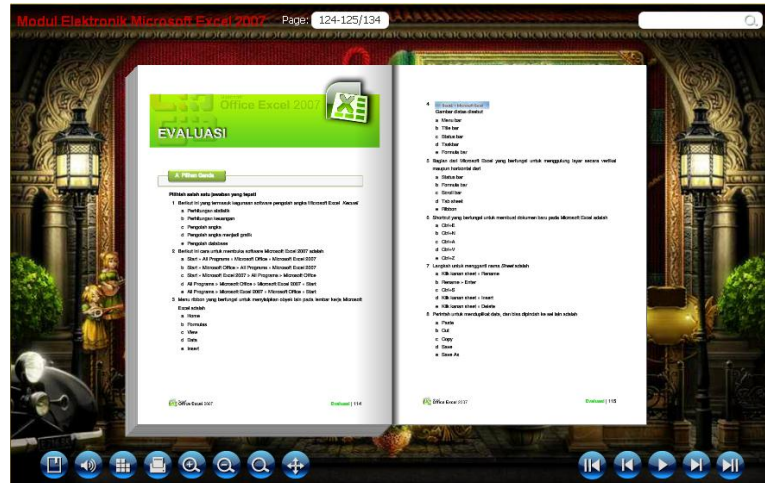 Modul Elektronik Microsoft Excel 2007
Page: 124-125/134
Office Excel 2007
EVALUASI
A Pilihan Ganda
Pilihlah salah satu jawaban yang tepat!
1 Berikut ini yang termasuk kegunaan software pengolah angka Microsoft Excel Kecuali
a Perhitungan statistik
b Perhitungan keuangan
c Pengolah angka
d Pengolah angka menjadi grafik
e Pengolah database
2 Berikut ini cara untuk membuka software Microsoft Excel 2007 adalah
a Start > All Programs > Microsoft Office > Microsoft Excel 2007
b Start > Microsoft Office > All Programs > Microsoft Excel 2007
c Start > Microsoft Excel 2007 > All Programs > Microsoft Office
d All Programs > Microsoft Office > Microsoft Excel 2007 > Start
e All Programs > Microsoft Excel 2007 > Microsoft Office > Start
3 Menu ribbon yang berfungsi untuk menyisipkan objek lain pada lembar kerja Microsoft
Excel adalah
a Home
b Formulas
c View
d Data
e Insert
Office Excel 2007
Evaluasi | 114
4
Gambar diatas disebut
a Menu bar
b Title bar
c Status bar
d Taskbar
e Formula bar
5 Bagian dari Microsoft Excel yang berfungsi untuk menggulung layar secara vertikal
maupun horizontal dari
a Status bar
b Formula bar
c Scroll bar
d Tab sheet
e Ribbon
6 Shortcut yang berfungsi untuk membuat dokumen baru pada Microsoft Excel adalah
a Ctrl+E
b Ctrl+N
c Ctrl+A
d Ctrl+V
e Ctrl+Z
7 Langkah untuk mengganti nama Sheet adalah
a Klik kanan sheet > Rename
b Rename > Enter
c Ctrl+S
d Klik kanan sheet > Insert
e Klik kanan sheet > Delete
8 Perintah untuk menduplikat data, dan bisa dipindah ke sel lain adalah
a Paste
b Cut
c Copy
d Save
e Save As
Office Excel 2007
Evaluasi | 115